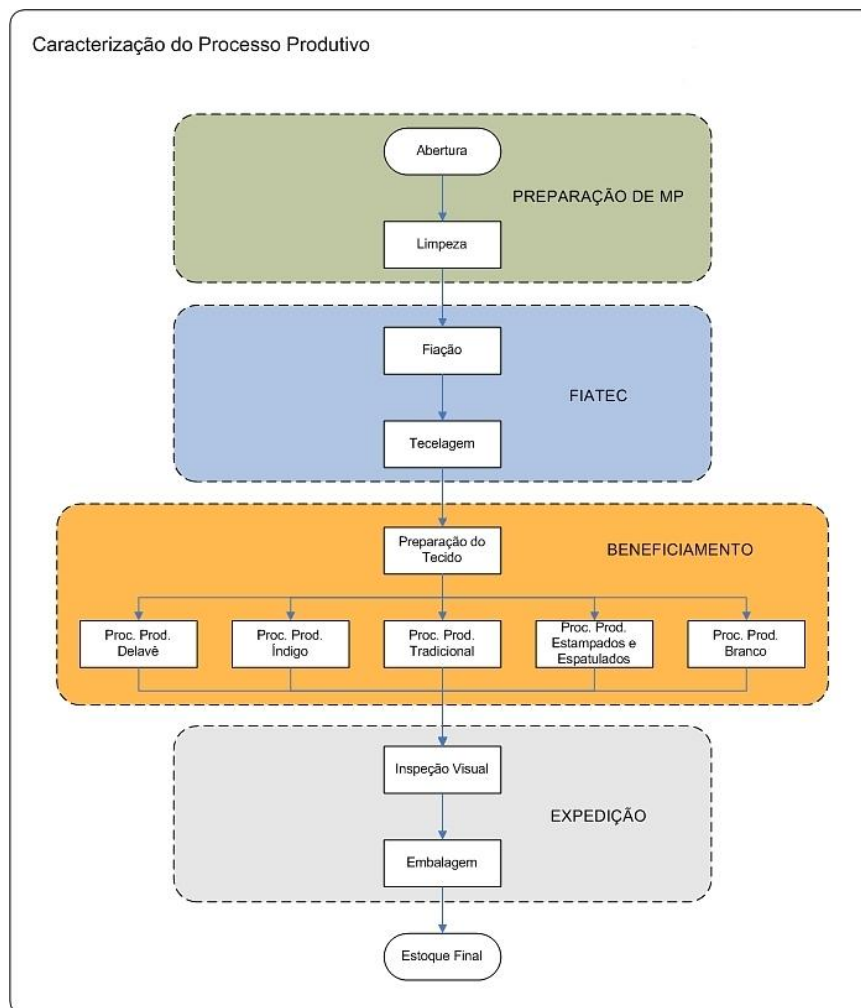 Caracterização do Processo Produtivo
Abertura
PREPARAÇÃO DE MP
Limpeza
Fiação
FIATEC
Tecelagem
Preparação do
Tecido
BENEFICIAMENTO
Proc. Prod.
Delavê
Proc. Prod.
Índigo
Proc. Prod.
Tradicional
Proc. Prod.
Estampados e
Espatulados
Proc. Prod.
Branco
Inspeção Visual
EXPEDIÇÃO
Embalagem
Estoque Final